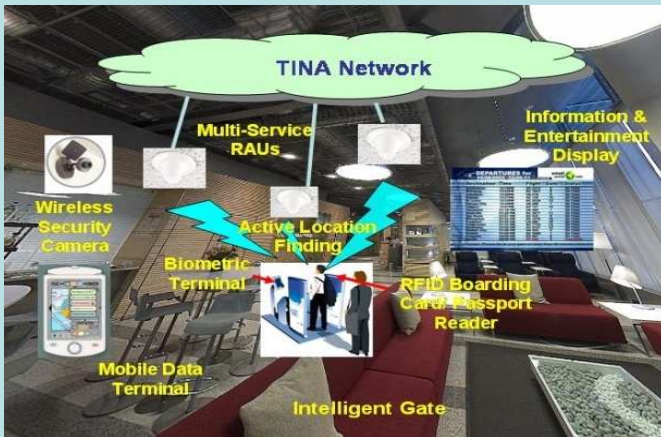 TINA Network
Multi-Service
RAUs
Information &
Entertainment
Display
DEPARTURES for
Wireless
Security
Camera
Active Location
Finding
Biometric
Terminal
RFID Boarding
Card/Passport
Reader
Mobile Data
Terminal
Intelligent Gate